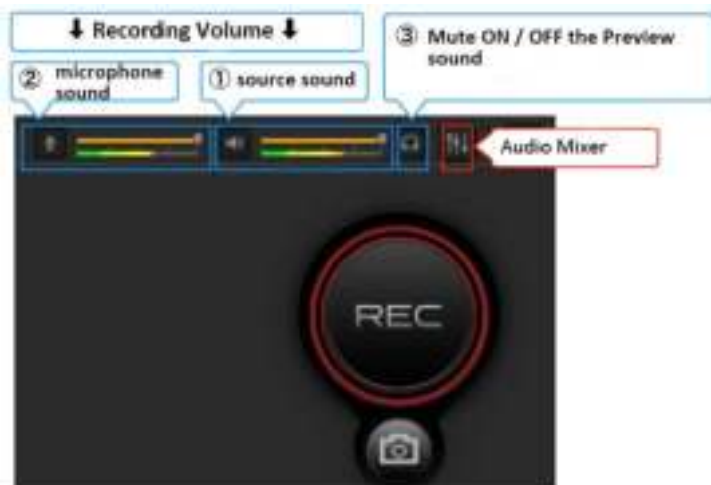 ⬇ Recording Volume ⬇
③ Mute ON / OFF the Preview
sound
② microphone
sound
① source sound
Audio Mixer
REC